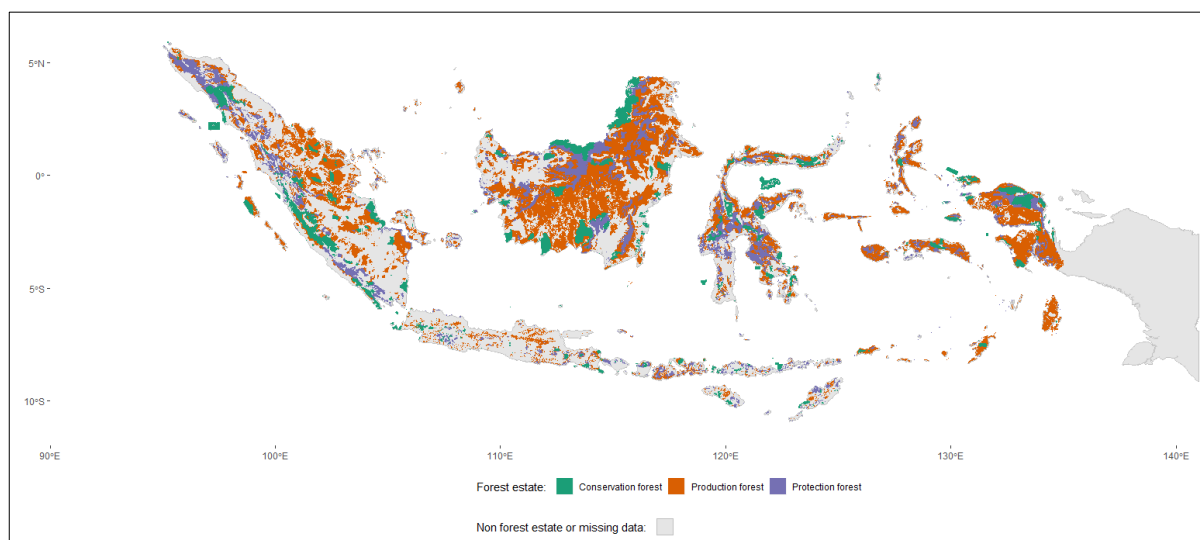 5°N
0°
5°S
10°S
90°E 100°E 110°E 120°E 130°E 140°E
Forest estate: Conservation forest Production forest Protection forest
Non forest estate or missing data: